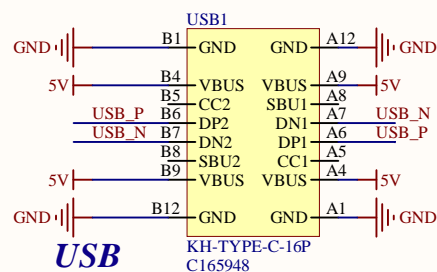 USB1
GND B1 GND GND A12 GND
5V B4 VBUS VBUS A9 5V
B5 CC2 SBU1 A8
USB_P B6 DP2 DN1 A7 USB_N
USB_N B7 DN2 DP1 A6 USB_P
B8 SBU2 CC1 A5
5V B9 VBUS VBUS A4 5V
GND B12 GND GND A1 GND
USB
KH-TYPE-C-16P
C165948